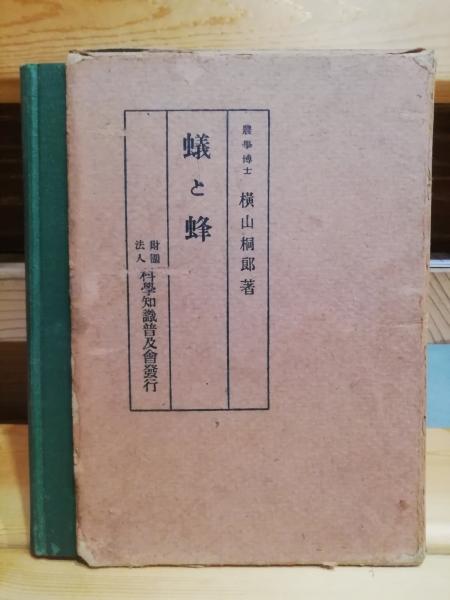 農學博士 橫山桐郎著
蟻と蜂
財團法人 科學知識普及會發行